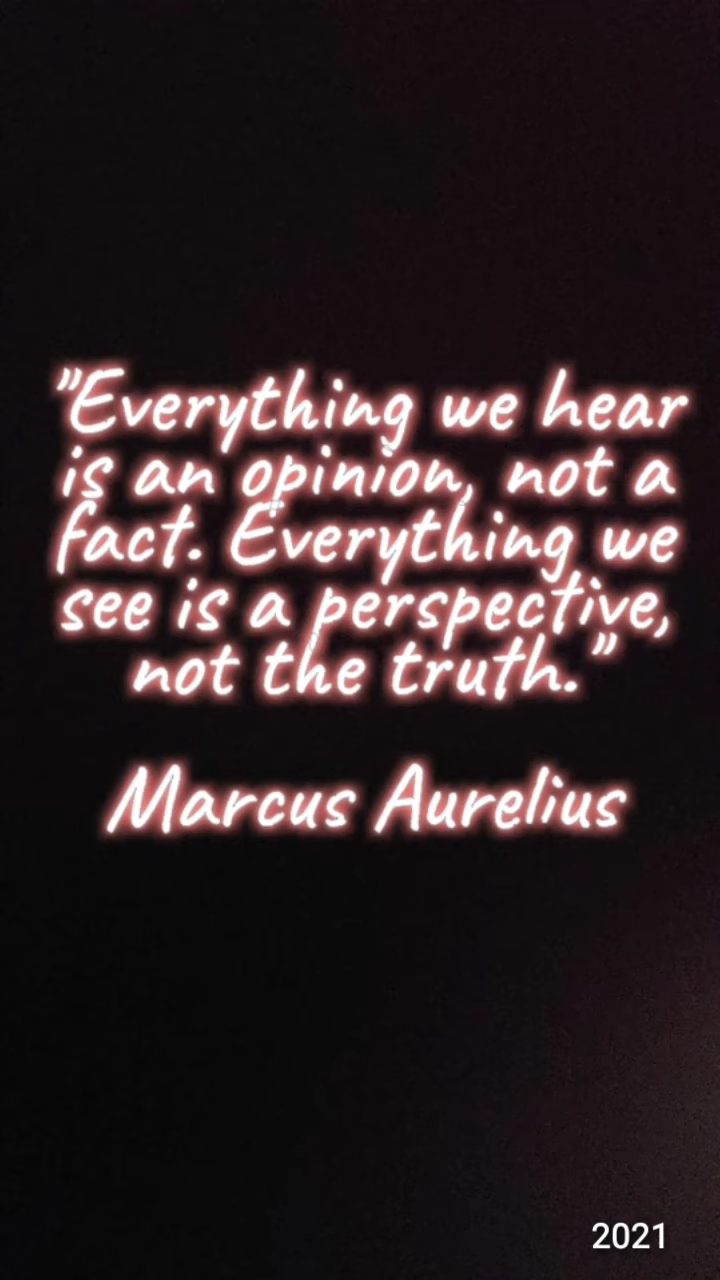 "Everything we hear
is an opinion, not a
fact. Everything we
see is a perspective,
not the truth."
Marcus Aurelius
2021